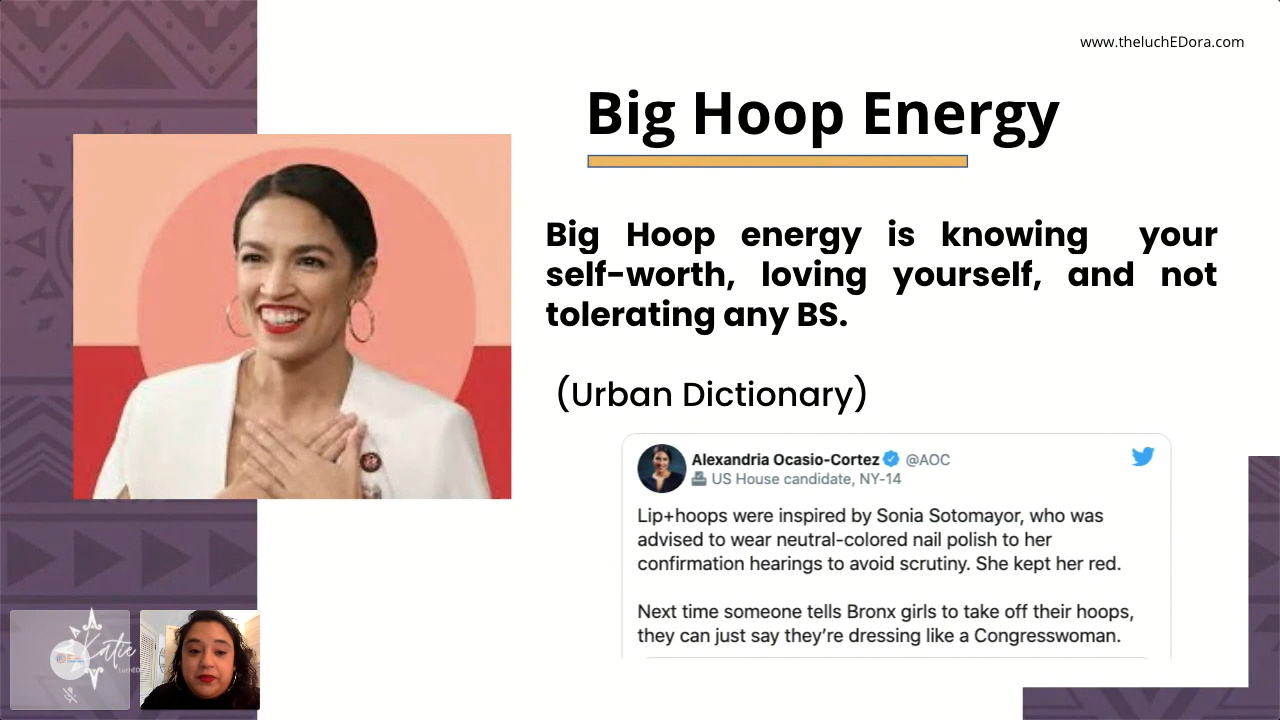 www.theluchEDora.com
Big Hoop Energy
Big Hoop energy is knowing your
self-worth, loving yourself, and not
tolerating any BS.
(Urban Dictionary)
Alexandria Ocasio-Cortez @AOC
US House candidate, NY-14
Lip+hoops were inspired by Sonia Sotomayor, who was
advised to wear neutral-colored nail polish to her
confirmation hearings to avoid scrutiny. She kept her red.
Next time someone tells Bronx girls to take off their hoops,
they can just say they’re dressing like a Congresswoman.
Katie